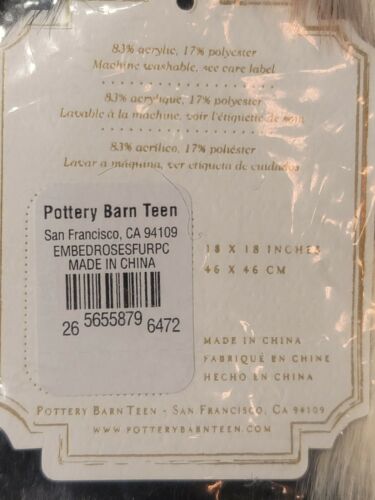 83% acrylic, 17% polyester
Machine washable, see care label
83% acrylique, 17% polyester
Lavable à la machine, voir l'étiquette de soin
83% acrílico, 17% poliéster
Lavar a máquina, ver etiqueta de cuidados
Pottery Barn Teen
San Francisco, CA 94109
EMBEDROSESFURPC
MADE IN CHINA
26 5655879 6472
18 X 18 INCHES
46 X 46 CM
MADE IN CHINA
FABRIQUÉ EN CHINE
HECHO EN CHINA
POTTERY BARN TEEN - SAN FRANCISCO, CA 94109
WWW.POTTERYBARNTEEN.COM